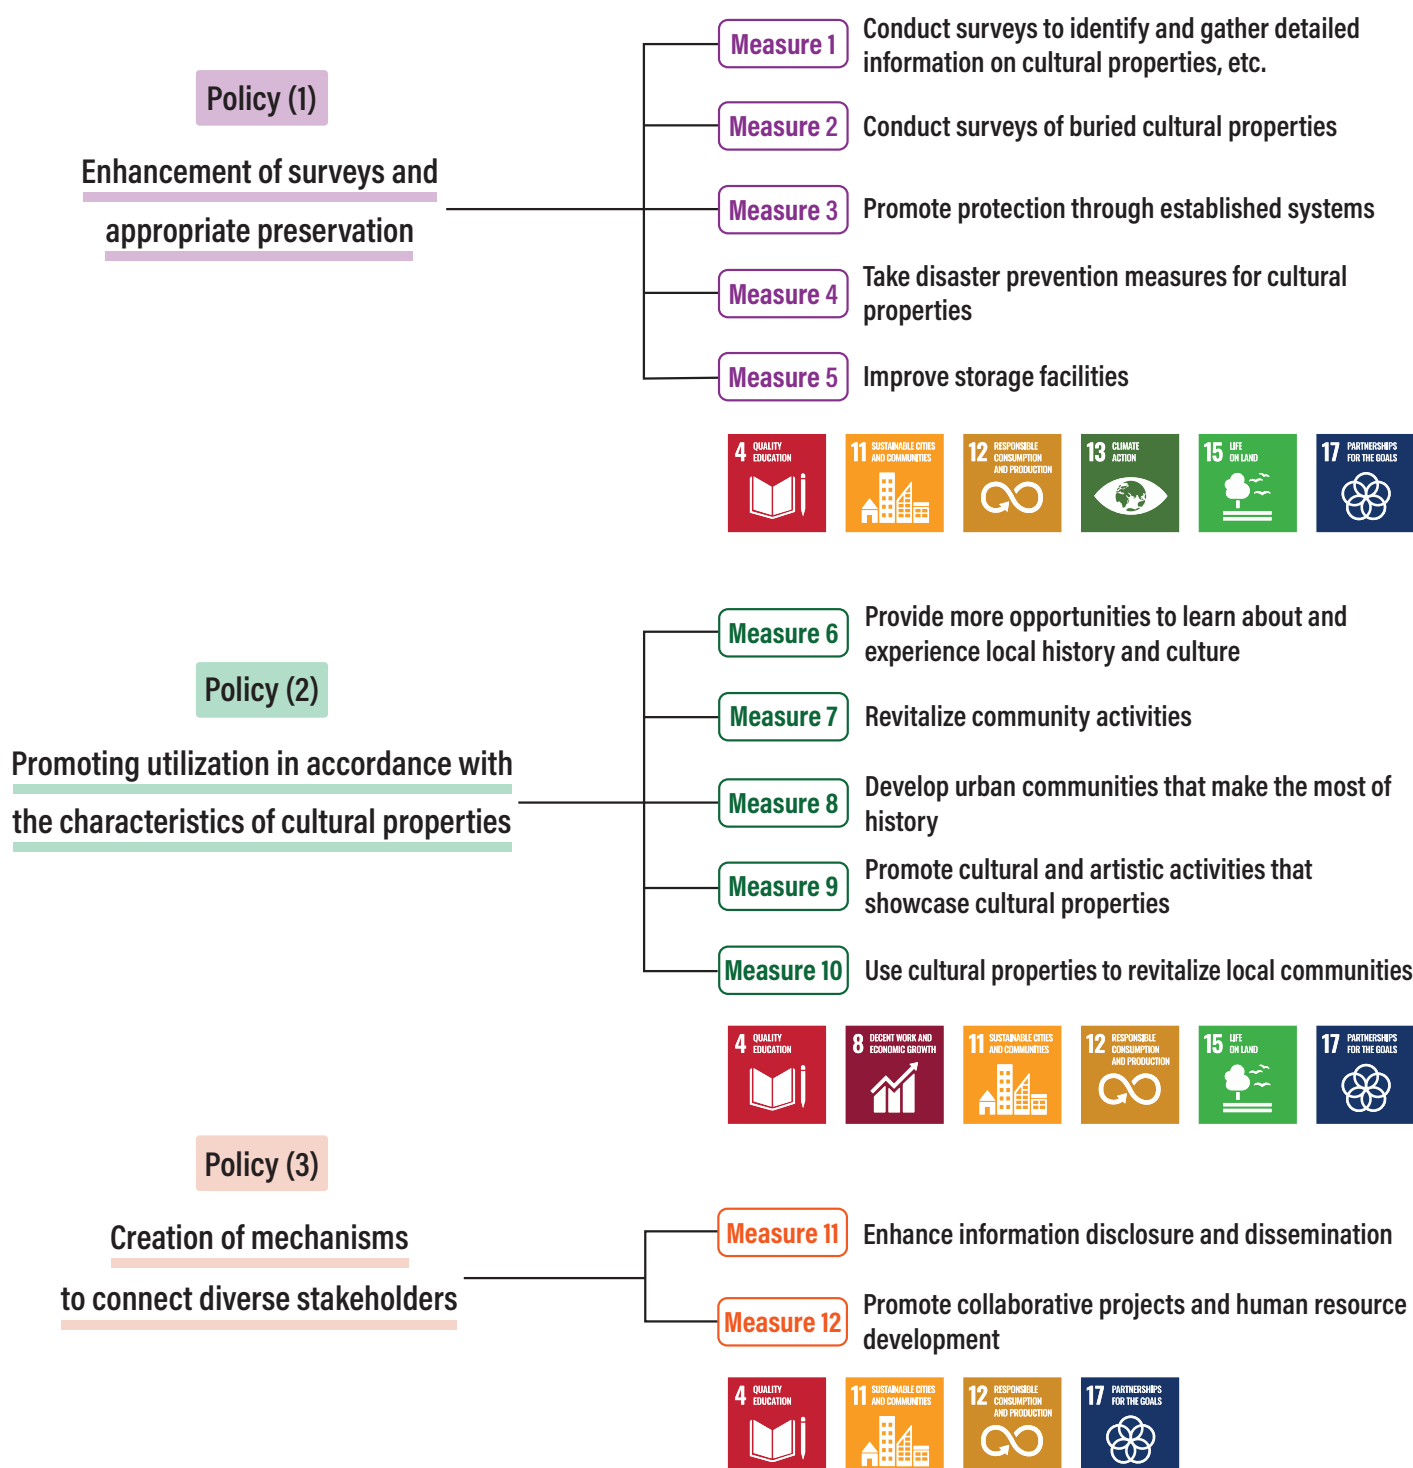 Policy (1)
Enhancement of surveys and
appropriate preservation
Measure 1
Conduct surveys to identify and gather detailed
information on cultural properties, etc.
Measure 2
Conduct surveys of buried cultural properties
Measure 3
Promote protection through established systems
Measure 4
Take disaster prevention measures for cultural
properties
Measure 5
Improve storage facilities
4 QUALITY
EDUCATION
11 SUSTAINABLE CITIES
AND COMMUNITIES
12 RESPONSIBLE
CONSUMPTION
AND PRODUCTION
13 CLIMATE
ACTION
15 LIFE
ON LAND
17 PARTNERSHIPS
FOR THE GOALS
Policy (2)
Promoting utilization in accordance with
the characteristics of cultural properties
Measure 6
Provide more opportunities to learn about and
experience local history and culture
Measure 7
Revitalize community activities
Measure 8
Develop urban communities that make the most of
history
Measure 9
Promote cultural and artistic activities that
showcase cultural properties
Measure 10
Use cultural properties to revitalize local communities
4 QUALITY
EDUCATION
8 DECENT WORK AND
ECONOMIC GROWTH
11 SUSTAINABLE CITIES
AND COMMUNITIES
12 RESPONSIBLE
CONSUMPTION
AND PRODUCTION
15 LIFE
ON LAND
17 PARTNERSHIPS
FOR THE GOALS
Policy (3)
Creation of mechanisms
to connect diverse stakeholders
Measure 11
Enhance information disclosure and dissemination
Measure 12
Promote collaborative projects and human resource
development
4 QUALITY
EDUCATION
11 SUSTAINABLE CITIES
AND COMMUNITIES
12 RESPONSIBLE
CONSUMPTION
AND PRODUCTION
17 PARTNERSHIPS
FOR THE GOALS